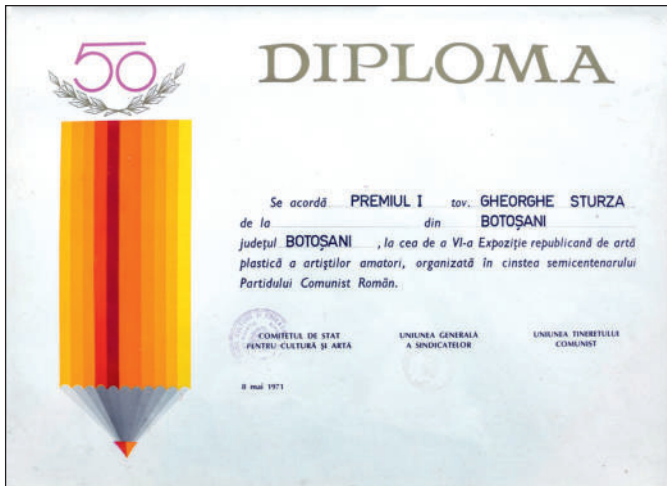 50
DIPLOMA
Se acordă PREMIUL I tov. GHEORGHE STURZA
de la din BOTOȘANI
județul BOTOȘANI , la cea de a VI-a Expoziție republicană de artă
plastică a artiștilor amatori, organizată în cinstea semicentenarului
Partidului Comunist Român.
COMITETUL DE STAT
PENTRU CULTURĂ ȘI ARTĂ
UNIUNEA GENERALĂ
A SINDICATELOR
UNIUNEA TINERETULUI
COMUNIST
8 mai 1971